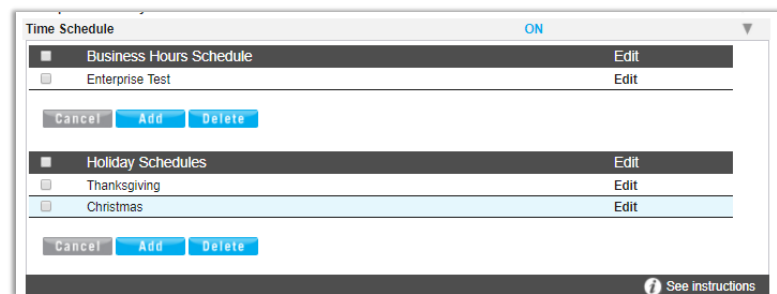 Time Schedule ON
Business Hours Schedule Edit
Enterprise Test Edit
Cancel Add Delete
Holiday Schedules Edit
Thanksgiving Edit
Christmas Edit
Cancel Add Delete
See instructions